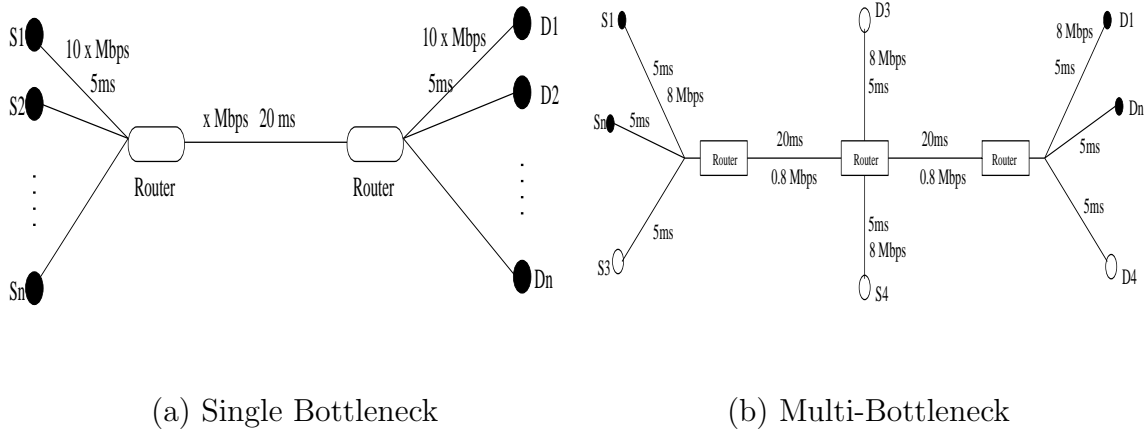 S1
10 x Mbps
5ms
S2
x Mbps 20 ms
Router
Router
Sn
10 x Mbps
5ms
D1
D2
Dn
(a) Single Bottleneck
S1
5ms
8 Mbps
Sn
5ms
S3
5ms
Router
20ms
0.8 Mbps
D3
8 Mbps
5ms
Router
5ms
8 Mbps
S4
20ms
0.8 Mbps
Router
8 Mbps
5ms
D1
Dn
5ms
5ms
D4
(b) Multi-Bottleneck